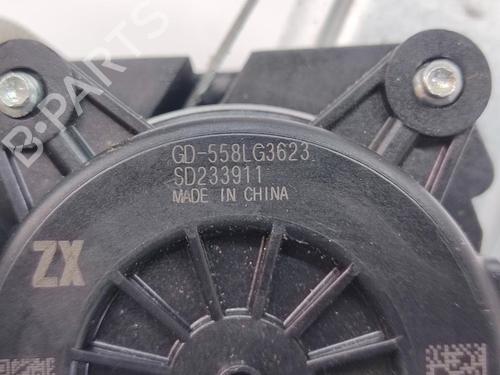 GD-558LG3623
SD233911
MADE IN CHINA
ZX
B-PARTS